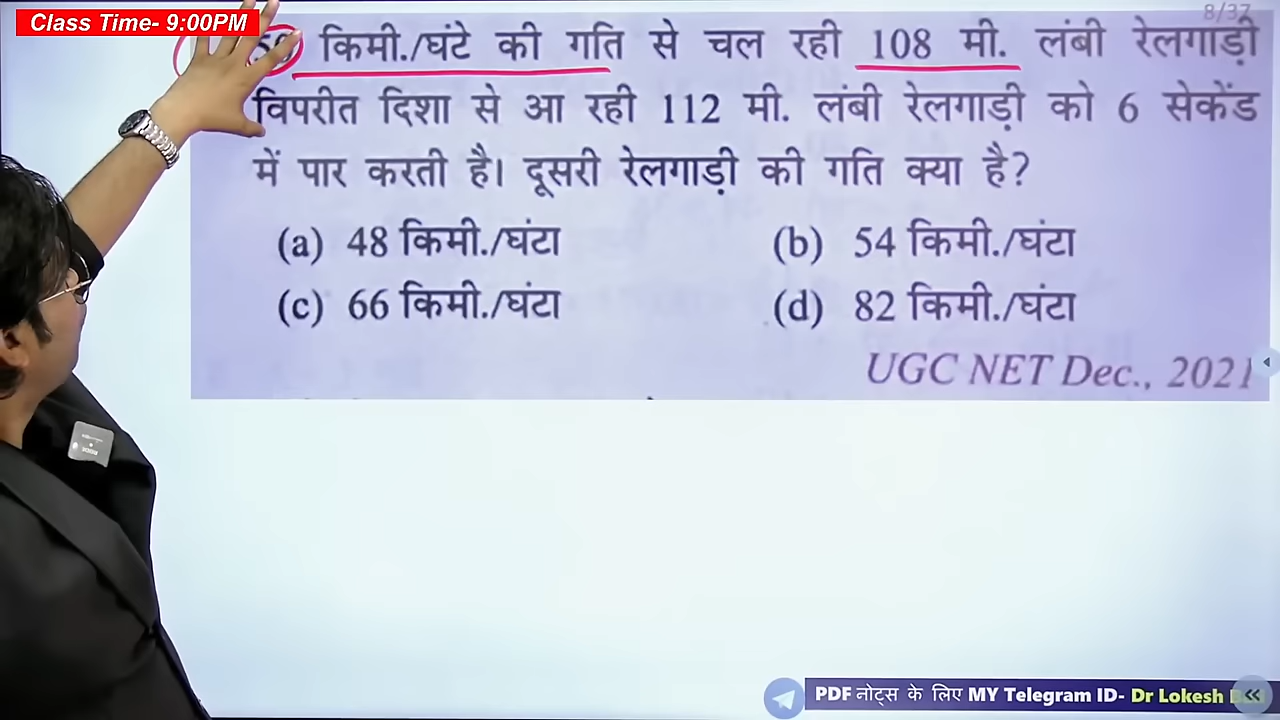 Class Time- 9:00PM
8/37
50 किमी./घंटे की गति से चल रही 108 मी. लंबी रेलगाड़ी
विपरीत दिशा से आ रही 112 मी. लंबी रेलगाड़ी को 6 सेकेंड
में पार करती है। दूसरी रेलगाड़ी की गति क्या है?
(a) 48 किमी./घंटा (b) 54 किमी./घंटा
(c) 66 किमी./घंटा (d) 82 किमी./घंटा
UGC NET Dec., 2021
PDF नोट्स के लिए MY Telegram ID- Dr Lokesh